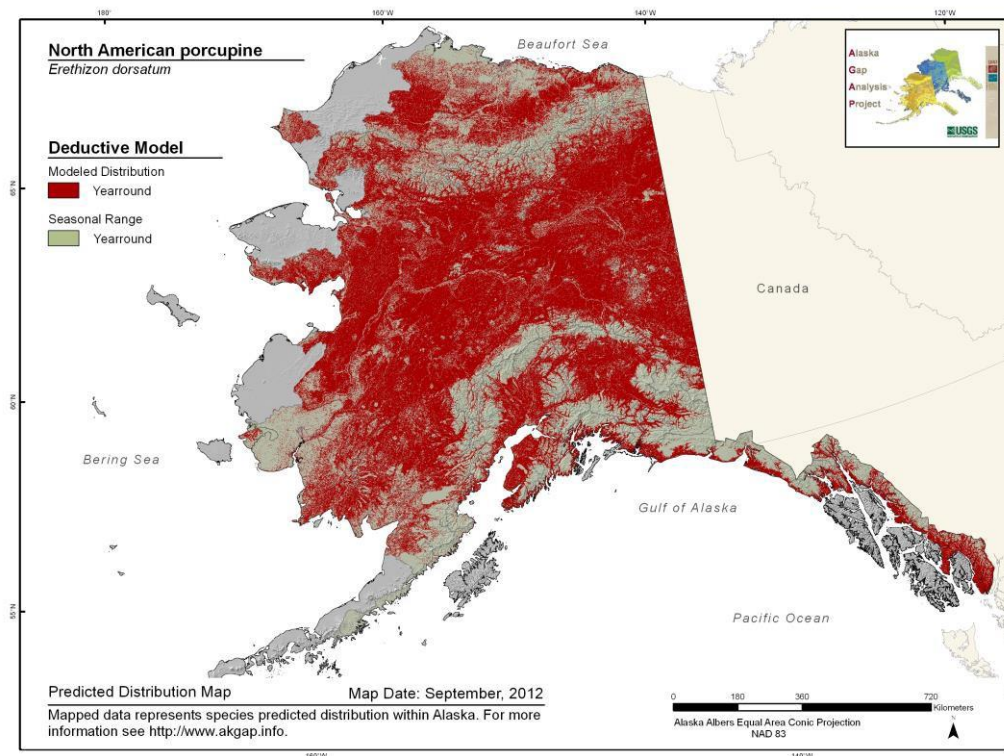 180°
160°W
140°W
120°W
North American porcupine
Erethizon dorsatum
Beaufort Sea
Alaska
Gap
Analysis
Project
USGS
Deductive Model
Modeled Distribution
Yearround
Seasonal Range
Yearround
65°N
Canada
60°N
Bering Sea
Gulf of Alaska
55°N
Pacific Ocean
Predicted Distribution Map
Map Date: September, 2012
Mapped data represents species predicted distribution within Alaska. For more
information see http://www.akgap.info.
0 180 360 720
Kilometers
Alaska Albers Equal Area Conic Projection
NAD 83
N
160°W
140°W